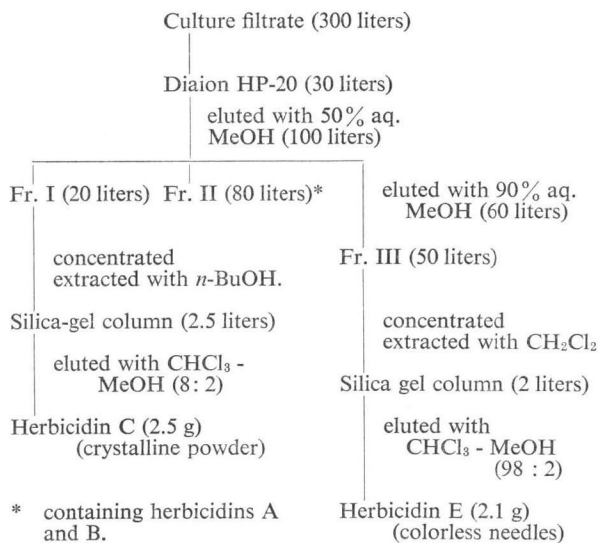 Culture filtrate (300 liters)
Diaion HP-20 (30 liters)
eluted with 50% aq.
MeOH (100 liters)
Fr. I (20 liters) Fr. II (80 liters)*
concentrated
extracted with n-BuOH.
Silica-gel column (2.5 liters)
eluted with CHCl₃ -
MeOH (8: 2)
Herbicidin C (2.5 g)
(crystalline powder)
* containing herbicidins A
and B.
eluted with 90% aq.
MeOH (60 liters)
Fr. III (50 liters)
concentrated
extracted with CH₂Cl₂
Silica gel column (2 liters)
eluted with
CHCl₃ - MeOH
(98 : 2)
Herbicidin E (2.1 g)
(colorless needles)